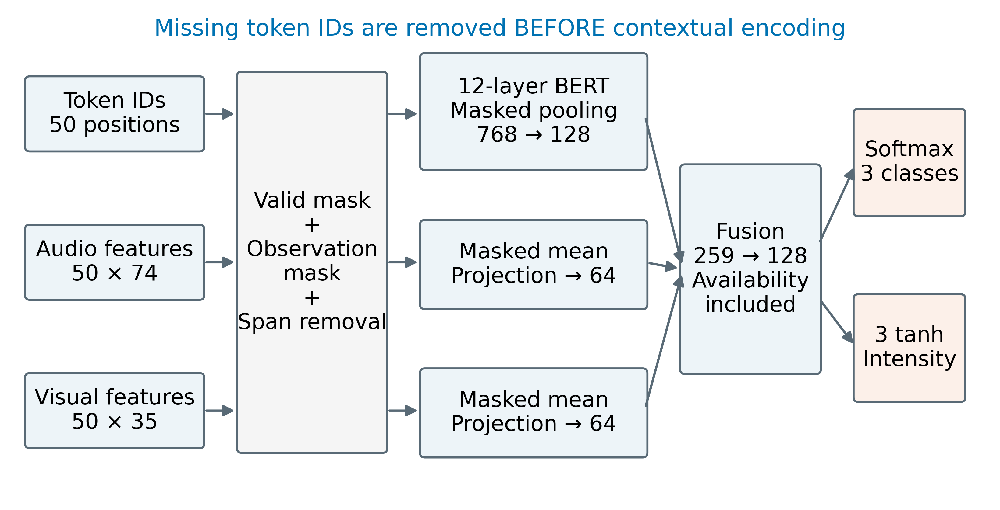 Missing token IDs are removed BEFORE contextual encoding
Token IDs
50 positions
Audio features
50 × 74
Visual features
50 × 35
Valid mask
+
Observation
mask
+
Span removal
12-layer BERT
Masked pooling
768 → 128
Masked mean
Projection → 64
Masked mean
Projection → 64
Fusion
259 → 128
Availability
included
Softmax
3 classes
3 tanh
Intensity